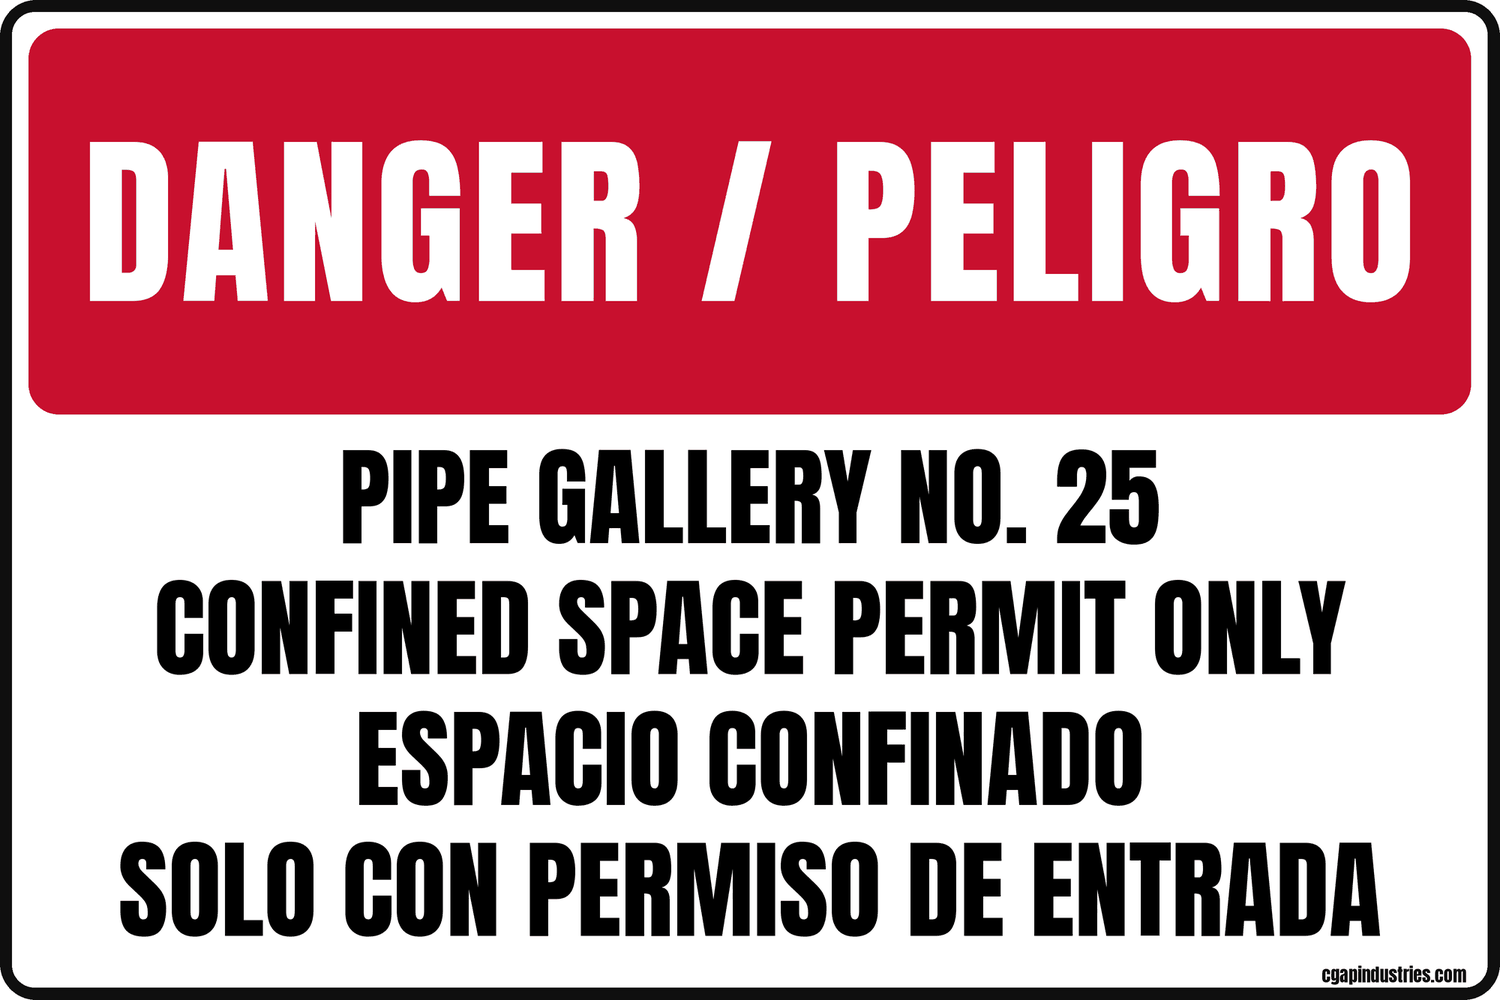 DANGER / PELIGRO
PIPE GALLERY NO. 25
CONFINED SPACE PERMIT ONLY
ESPACIO CONFINADO
SOLO CON PERMISO DE ENTRADA
cgapindustries.com